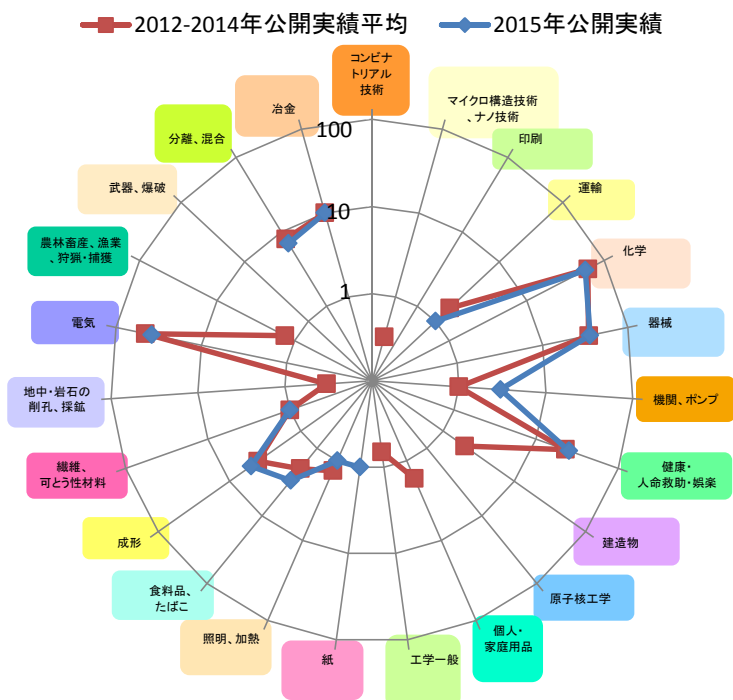 2012-2014年公開実績平均
2015年公開実績
コンビナ
トリアル
技術
マイクロ構造技術
、ナノ技術
印刷
運輸
化学
器械
機関、ポンプ
健康・
人命救助・娯楽
建造物
原子核工学
個人・
家庭用品
工学一般
紙
照明、加熱
食料品、
たばこ
成形
繊維、
可とう性材料
地中・岩石の
削孔、採鉱
電気
農林畜産、漁業
、狩猟・捕獲
武器、爆破
分離、混合
冶金
100
10
1